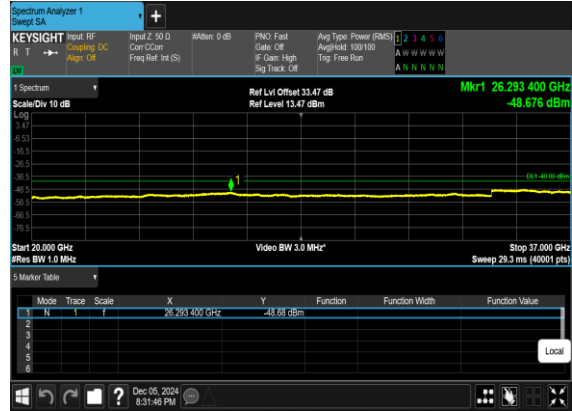 Spectrum Analyzer 1
Swept SA
+
KEYSIGHT Input: RF Input Z: 50 Ω #Atten: 0 dB PNO: Fast Avg Type: Power (RMS) 1 2 3 4 5 6
R T Coupling: DC Corr CCorr Gate: Off Avg|Hold: 100/100 A W W W W W
Align: Off Freq Ref: Int (S) IF Gain: High Trig: Free Run
Sig Track: Off A N N N N N
1 Spectrum Ref Lvl Offset 33.47 dB Mkr1 26.293 400 GHz
Scale/Div 10 dB Ref Level 13.47 dBm -48.676 dBm
Log
3.47
-6.53
-16.5
-26.5
-36.5 1 DL1 -40.00 dBm
-46.5
-56.5
-66.5
-76.5
Start 20.000 GHz Video BW 3.0 MHz* Stop 37.000 GHz
#Res BW 1.0 MHz Sweep 29.3 ms (40001 pts)
5 Marker Table
Mode Trace Scale X Y Function Function Width Function Value
1 N 1 f 26.293 400 GHz -48.68 dBm
2
3
4
5
6
Local
? Dec 05, 2024
8:31:46 PM